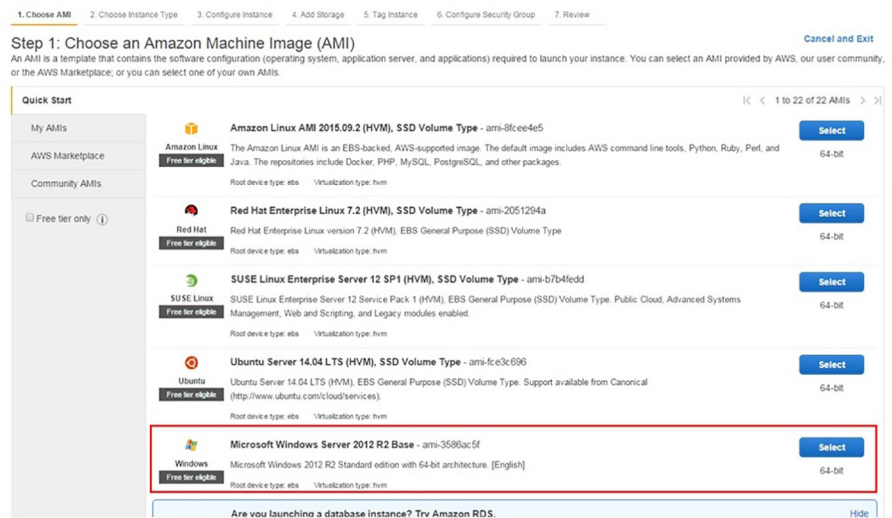 1. Choose AMI 2. Choose Instance Type 3. Configure Instance 4. Add Storage 5. Tag Instance 6. Configure Security Group 7. Review
Step 1: Choose an Amazon Machine Image (AMI)
Cancel and Exit
An AMI is a template that contains the software configuration (operating system, application server, and applications) required to launch your instance. You can select an AMI provided by AWS, our user community,
or the AWS Marketplace; or you can select one of your own AMIs.
Quick Start
1 to 22 of 22 AMIs
My AMIs
AWS Marketplace
Community AMIs
Free tier only
Amazon Linux
Free tier eligible
Amazon Linux AMI 2015.09.2 (HVM), SSD Volume Type - ami-8fcee4e5
The Amazon Linux AMI is an EBS-backed, AWS-supported image. The default image includes AWS command line tools, Python, Ruby, Perl, and
Java. The repositories include Docker, PHP, MySQL, PostgreSQL, and other packages.
Root device type: ebs Virtualization type: hvm
Select
64-bit
Red Hat
Free tier eligible
Red Hat Enterprise Linux 7.2 (HVM), SSD Volume Type - ami-2051294a
Red Hat Enterprise Linux version 7.2 (HVM), EBS General Purpose (SSD) Volume Type
Root device type: ebs Virtualization type: hvm
Select
64-bit
SUSE Linux
Free tier eligible
SUSE Linux Enterprise Server 12 SP1 (HVM), SSD Volume Type - ami-b7b4fedd
SUSE Linux Enterprise Server 12 Service Pack 1 (HVM), EBS General Purpose (SSD) Volume Type. Public Cloud, Advanced Systems
Management, Web and Scripting, and Legacy modules enabled.
Root device type: ebs Virtualization type: hvm
Select
64-bit
Ubuntu
Free tier eligible
Ubuntu Server 14.04 LTS (HVM), SSD Volume Type - ami-fce3c696
Ubuntu Server 14.04 LTS (HVM), EBS General Purpose (SSD) Volume Type. Support available from Canonical
(http://www.ubuntu.com/cloud/services).
Root device type: ebs Virtualization type: hvm
Select
64-bit
Windows
Free tier eligible
Microsoft Windows Server 2012 R2 Base - ami-3586ac5f
Microsoft Windows 2012 R2 Standard edition with 64-bit architecture. [English]
Root device type: ebs Virtualization type: hvm
Select
64-bit
Are you launching a database instance? Try Amazon RDS.
Hide